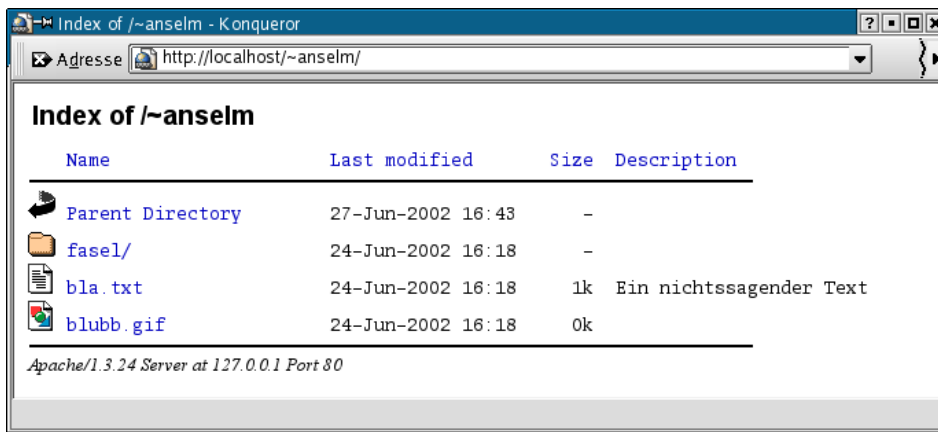 Index of /~anselm - Konqueror
Adresse http://localhost/~anselm/
Index of /~anselm
Name Last modified Size Description
Parent Directory 27-Jun-2002 16:43 -
fasel/ 24-Jun-2002 16:18 -
bla.txt 24-Jun-2002 16:18 1k Ein nichtssagender Text
blubb.gif 24-Jun-2002 16:18 0k
Apache/1.3.24 Server at 127.0.0.1 Port 80